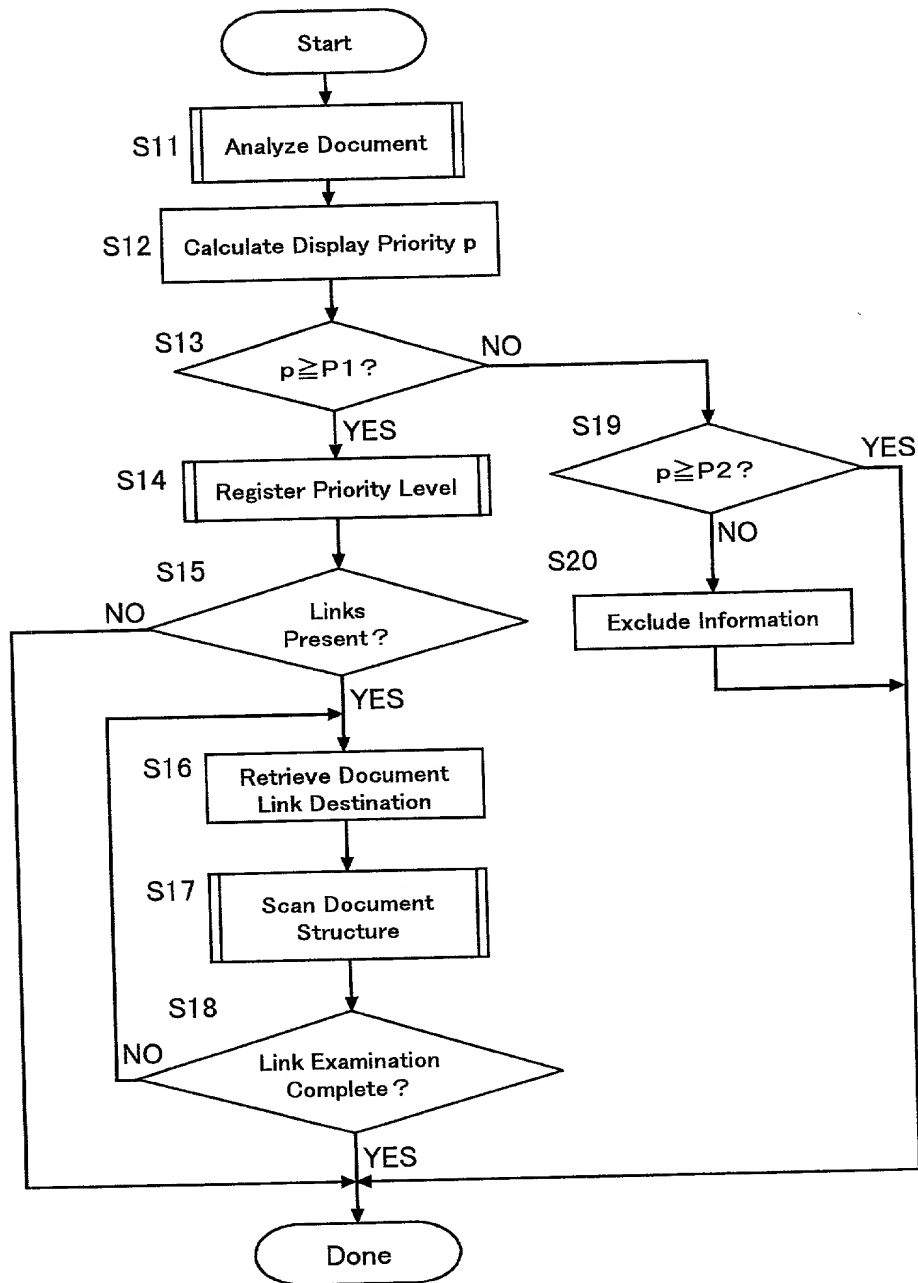 Start
S11
Analyze Document
S12
Calculate Display Priority p
S13
p≧P1?
NO
YES
S14
Register Priority Level
S19
p≧P2?
YES
NO
S20
Exclude Information
S15
Links
Present?
NO
YES
S16
Retrieve Document
Link Destination
S17
Scan Document
Structure
S18
Link Examination
Complete?
NO
YES
Done